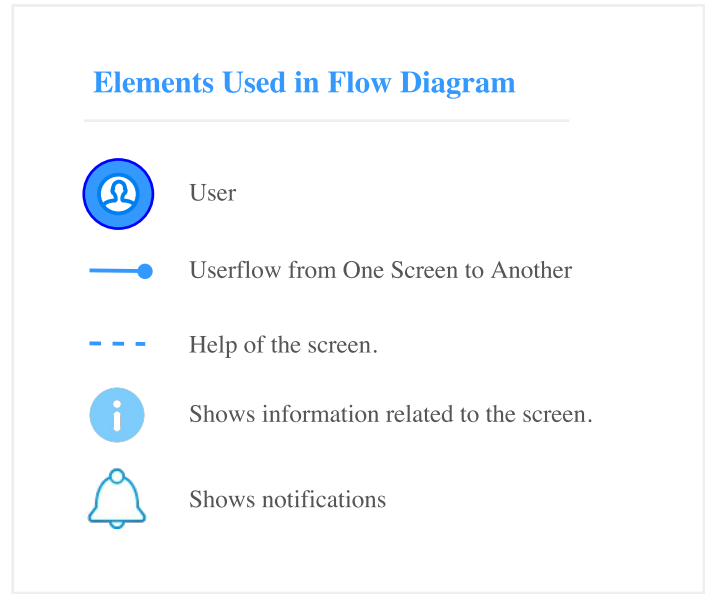 Elements Used in Flow Diagram
User
Userflow from One Screen to Another
Help of the screen.
Shows information related to the screen.
Shows notifications